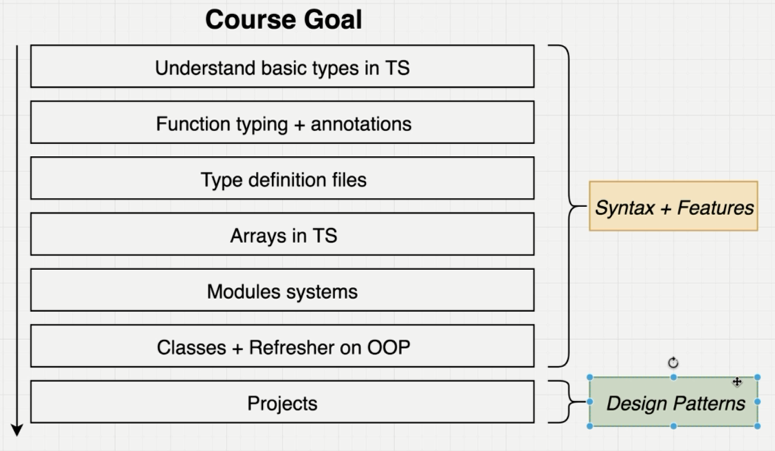 Course Goal
Understand basic types in TS
Function typing + annotations
Type definition files
Arrays in TS
Modules systems
Classes + Refresher on OOP
Projects
Syntax + Features
Design Patterns